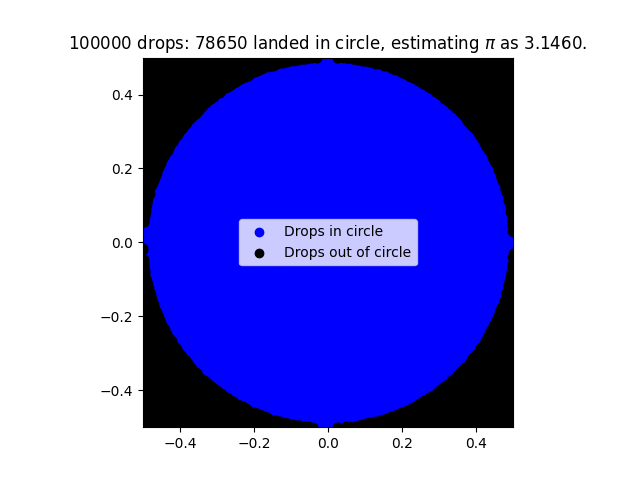 100000 drops: 78650 landed in circle, estimating π as 3.1460.
0.4
0.2
0.0
−0.2
−0.4
Drops in circle
Drops out of circle
−0.4 −0.2 0.0 0.2 0.4